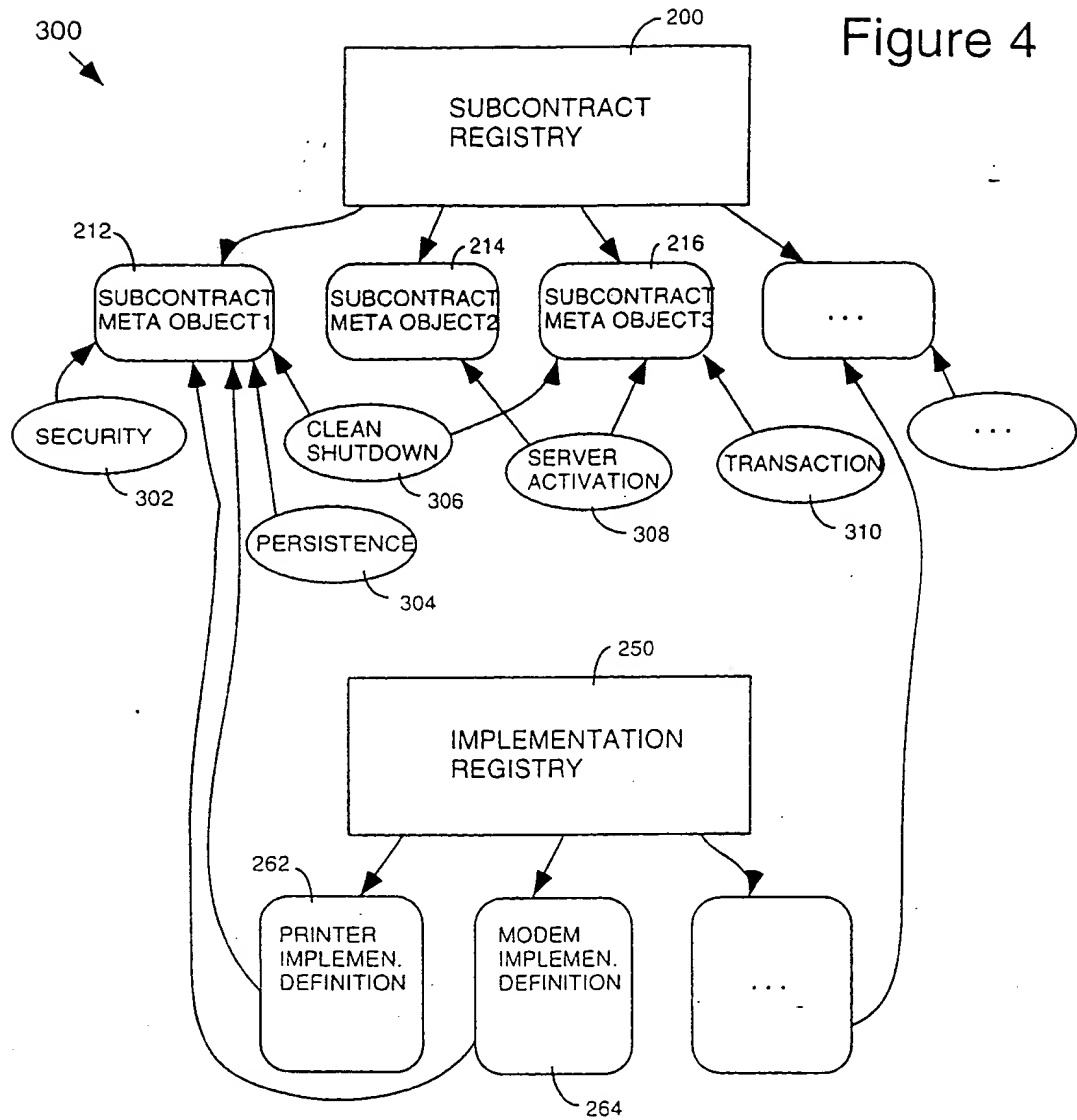 Figure 4
300
200
SUBCONTRACT
REGISTRY
212
SUBCONTRACT
META OBJECT1
214
SUBCONTRACT
META OBJECT2
216
SUBCONTRACT
META OBJECT3
...
SECURITY
302
CLEAN
SHUTDOWN
306
SERVER
ACTIVATION
308
TRANSACTION
310
...
PERSISTENCE
304
250
IMPLEMENTATION
REGISTRY
262
PRINTER
IMPLEMEN.
DEFINITION
MODEM
IMPLEMEN.
DEFINITION
264
...